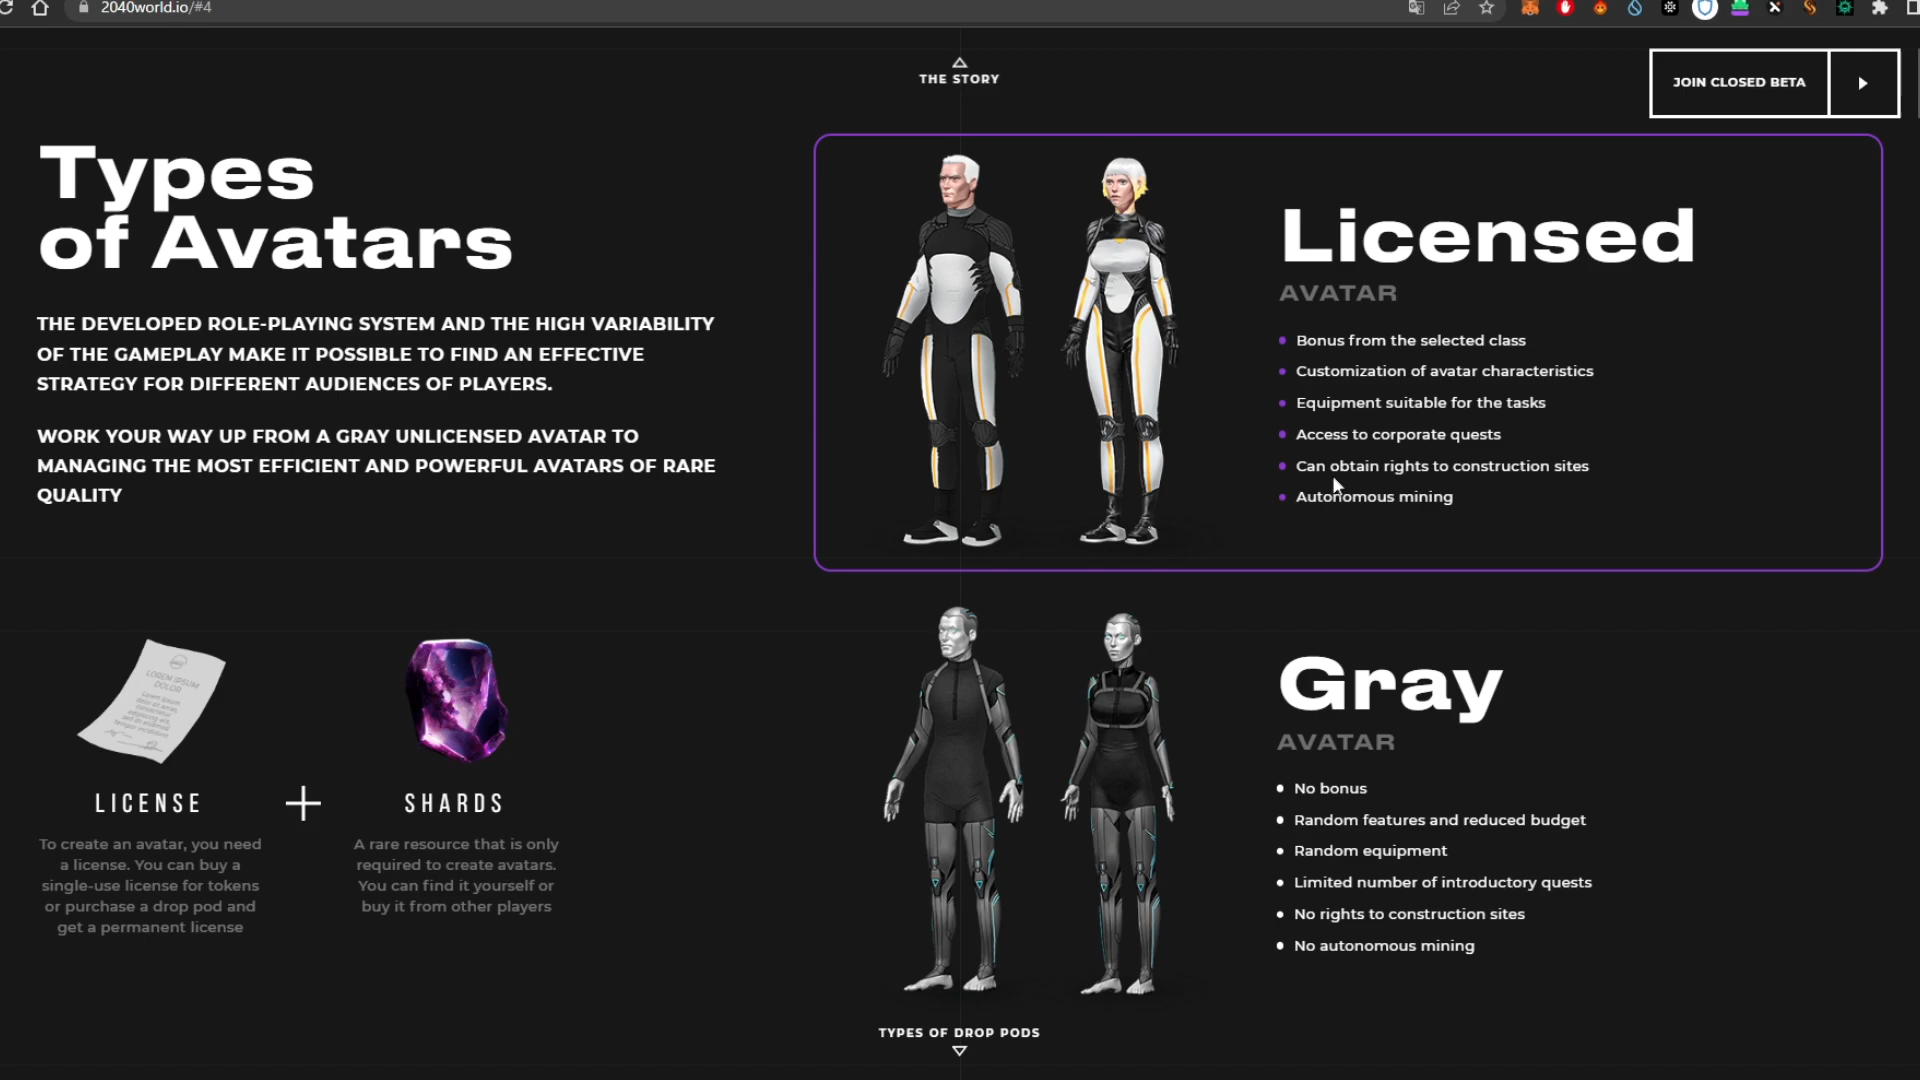 2040world.io/#4
THE STORY
JOIN CLOSED BETA
Types
of Avatars
THE DEVELOPED ROLE-PLAYING SYSTEM AND THE HIGH VARIABILITY
OF THE GAMEPLAY MAKE IT POSSIBLE TO FIND AN EFFECTIVE
STRATEGY FOR DIFFERENT AUDIENCES OF PLAYERS.
WORK YOUR WAY UP FROM A GRAY UNLICENSED AVATAR TO
MANAGING THE MOST EFFICIENT AND POWERFUL AVATARS OF RARE
QUALITY
Licensed
AVATAR
Bonus from the selected class
Customization of avatar characteristics
Equipment suitable for the tasks
Access to corporate quests
Can obtain rights to construction sites
Autonomous mining
LOREM IPSUM
DOLOR
LICENSE
To create an avatar, you need
a license. You can buy a
single-use license for tokens
or purchase a drop pod and
get a permanent license
+
SHARDS
A rare resource that is only
required to create avatars.
You can find it yourself or
buy it from other players
Gray
AVATAR
No bonus
Random features and reduced budget
Random equipment
Limited number of introductory quests
No rights to construction sites
No autonomous mining
TYPES OF DROP PODS